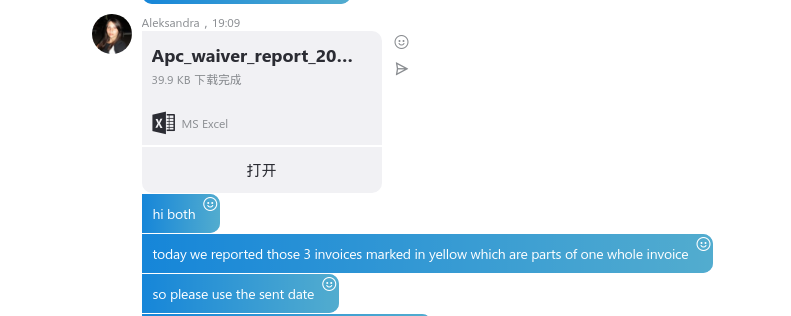 Aleksandra，19:09
Apc_waiver_report_20...
39.9 KB 下载完成
MS Excel
打开
hi both
today we reported those 3 invoices marked in yellow which are parts of one whole invoice
so please use the sent date